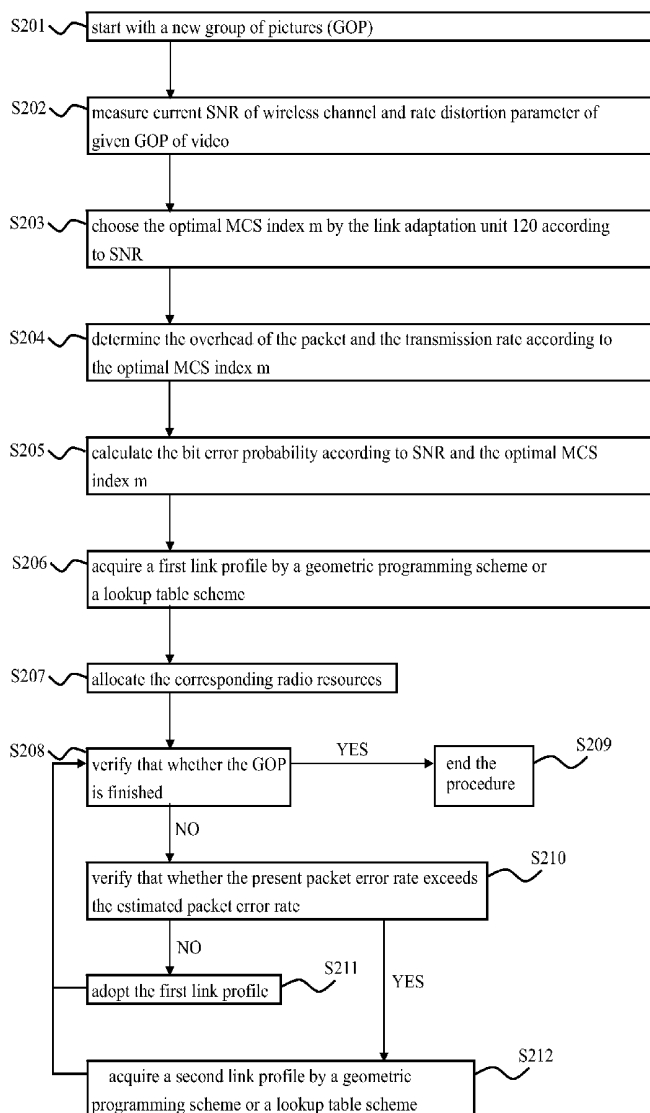 S201
start with a new group of pictures (GOP)
S202
measure current SNR of wireless channel and rate distortion parameter of
given GOP of video
S203
choose the optimal MCS index m by the link adaptation unit 120 according
to SNR
S204
determine the overhead of the packet and the transmission rate according to
the optimal MCS index m
S205
calculate the bit error probability according to SNR and the optimal MCS
index m
S206
acquire a first link profile by a geometric programming scheme or
a lookup table scheme
S207
allocate the corresponding radio resources
S208
verify that whether the GOP
is finished
YES
S209
end the
procedure
NO
S210
verify that whether the present packet error rate exceeds
the estimated packet error rate
NO
S211
adopt the first link profile
YES
S212
acquire a second link profile by a geometric
programming scheme or a lookup table scheme